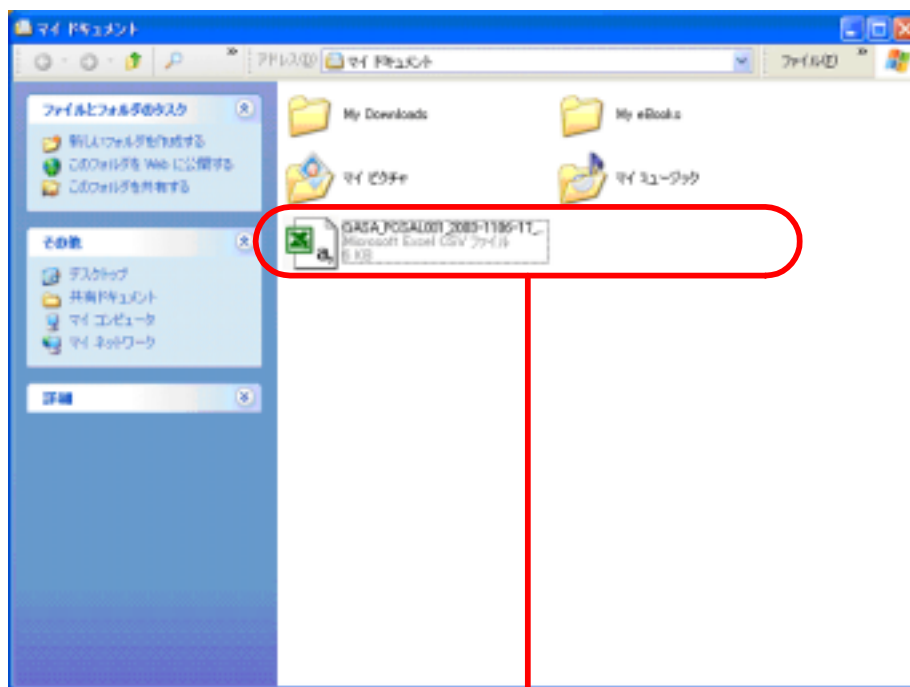 マイ ドキュメント
アドレス(D) マイ ドキュメント ファイル(F)
ファイルとフォルダのタスク
新しいフォルダを作成する
このフォルダを Web に公開する
このフォルダを共有する
その他
デスクトップ
共有ドキュメント
マイ コンピュータ
マイ ネットワーク
詳細
My Downloads
My eBooks
マイ ピクチャ
マイ ミュージック
Microsoft Excel CSV ファイル
6 KB